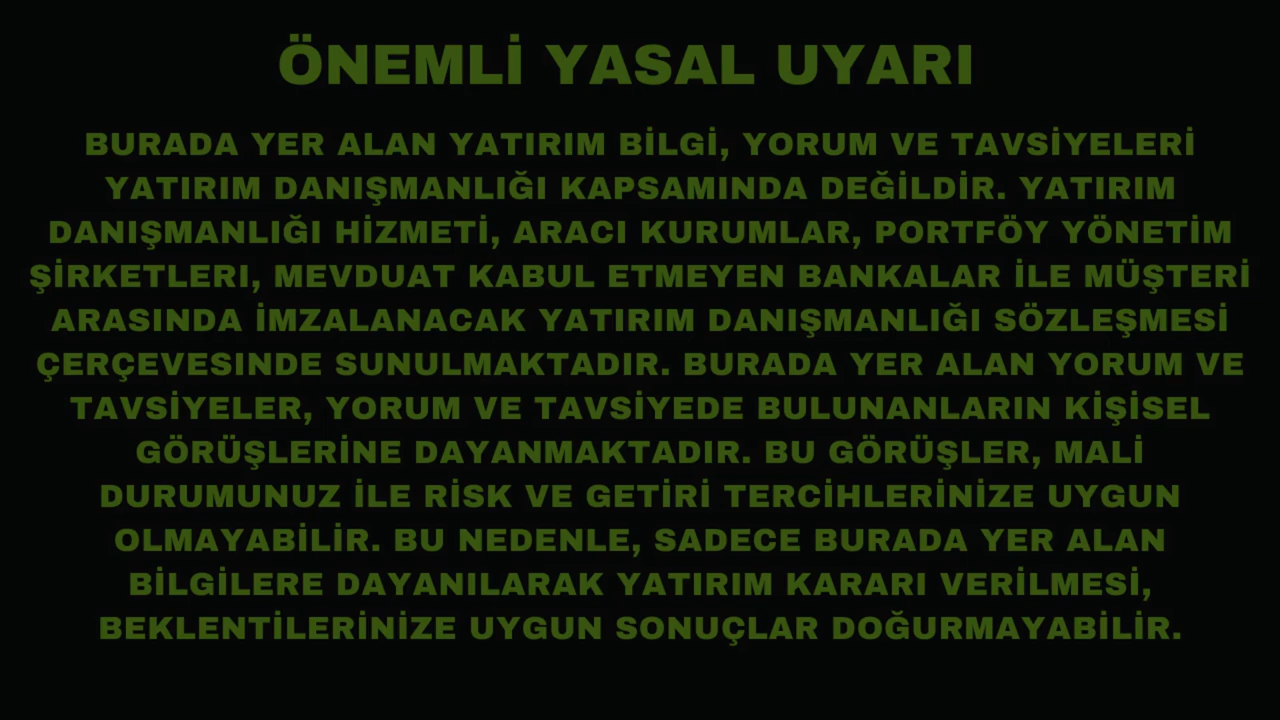 ÖNEMLİ YASAL UYARI
BURADA YER ALAN YATIRIM BİLGİ, YORUM VE TAVSİYELERİ
YATIRIM DANIŞMANLIĞI KAPSAMINDA DEĞİLDİR. YATIRIM
DANIŞMANLIĞI HİZMETİ, ARACI KURUMLAR, PORTFÖY YÖNETİM
ŞİRKETLERI, MEVDUAT KABUL ETMEYEN BANKALAR İLE MÜŞTERİ
ARASINDA İMZALANACAK YATIRIM DANIŞMANLIĞI SÖZLEŞMESİ
ÇERÇEVESINDE SUNULMAKTADIR. BURADA YER ALAN YORUM VE
TAVSİYELER, YORUM VE TAVSİYEDE BULUNANLARIN KİŞİSEL
GÖRÜŞLERİNE DAYANMAKTADIR. BU GÖRÜŞLER, MALİ
DURUMUNUZ İLE RİSK VE GETİRİ TERCİHLERİNİZE UYGUN
OLMAYABİLİR. BU NEDENLE, SADECE BURADA YER ALAN
BİLGİLERE DAYANILARAK YATIRIM KARARI VERİLMESİ,
BEKLENTİLERİNİZE UYGUN SONUÇLAR DOĞURMAYABİLİR.